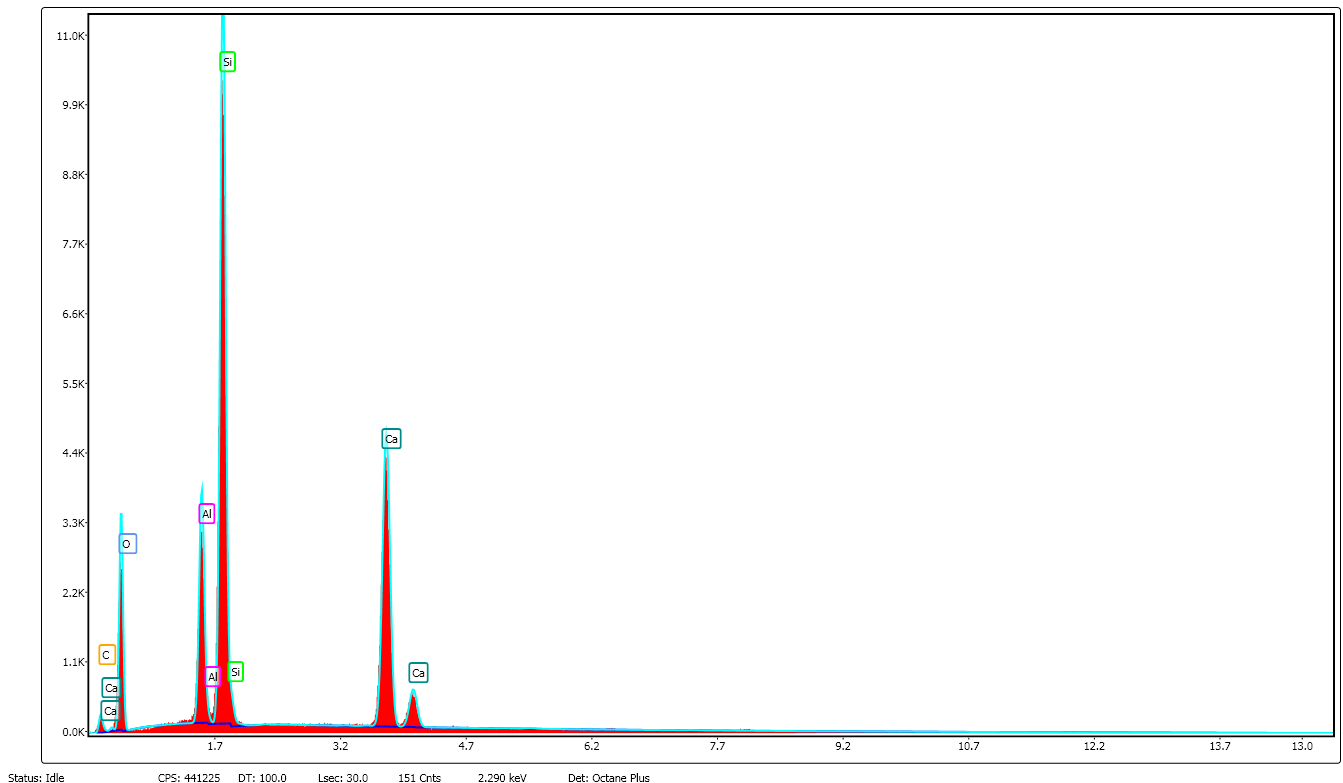 11.0K
Si
9.9K
8.8K
7.7K
6.6K
5.5K
4.4K
Ca
3.3K
Al
O
2.2K
1.1K
C
Ca
Al
Si
Ca
Ca
0.0K
1.7 3.2 4.7 6.2 7.7 9.2 10.7 12.2 13.7 13.0
Status: Idle CPS: 441225 DT: 100.0 Lsec: 30.0 151 Cnts 2.290 keV Det: Octane Plus